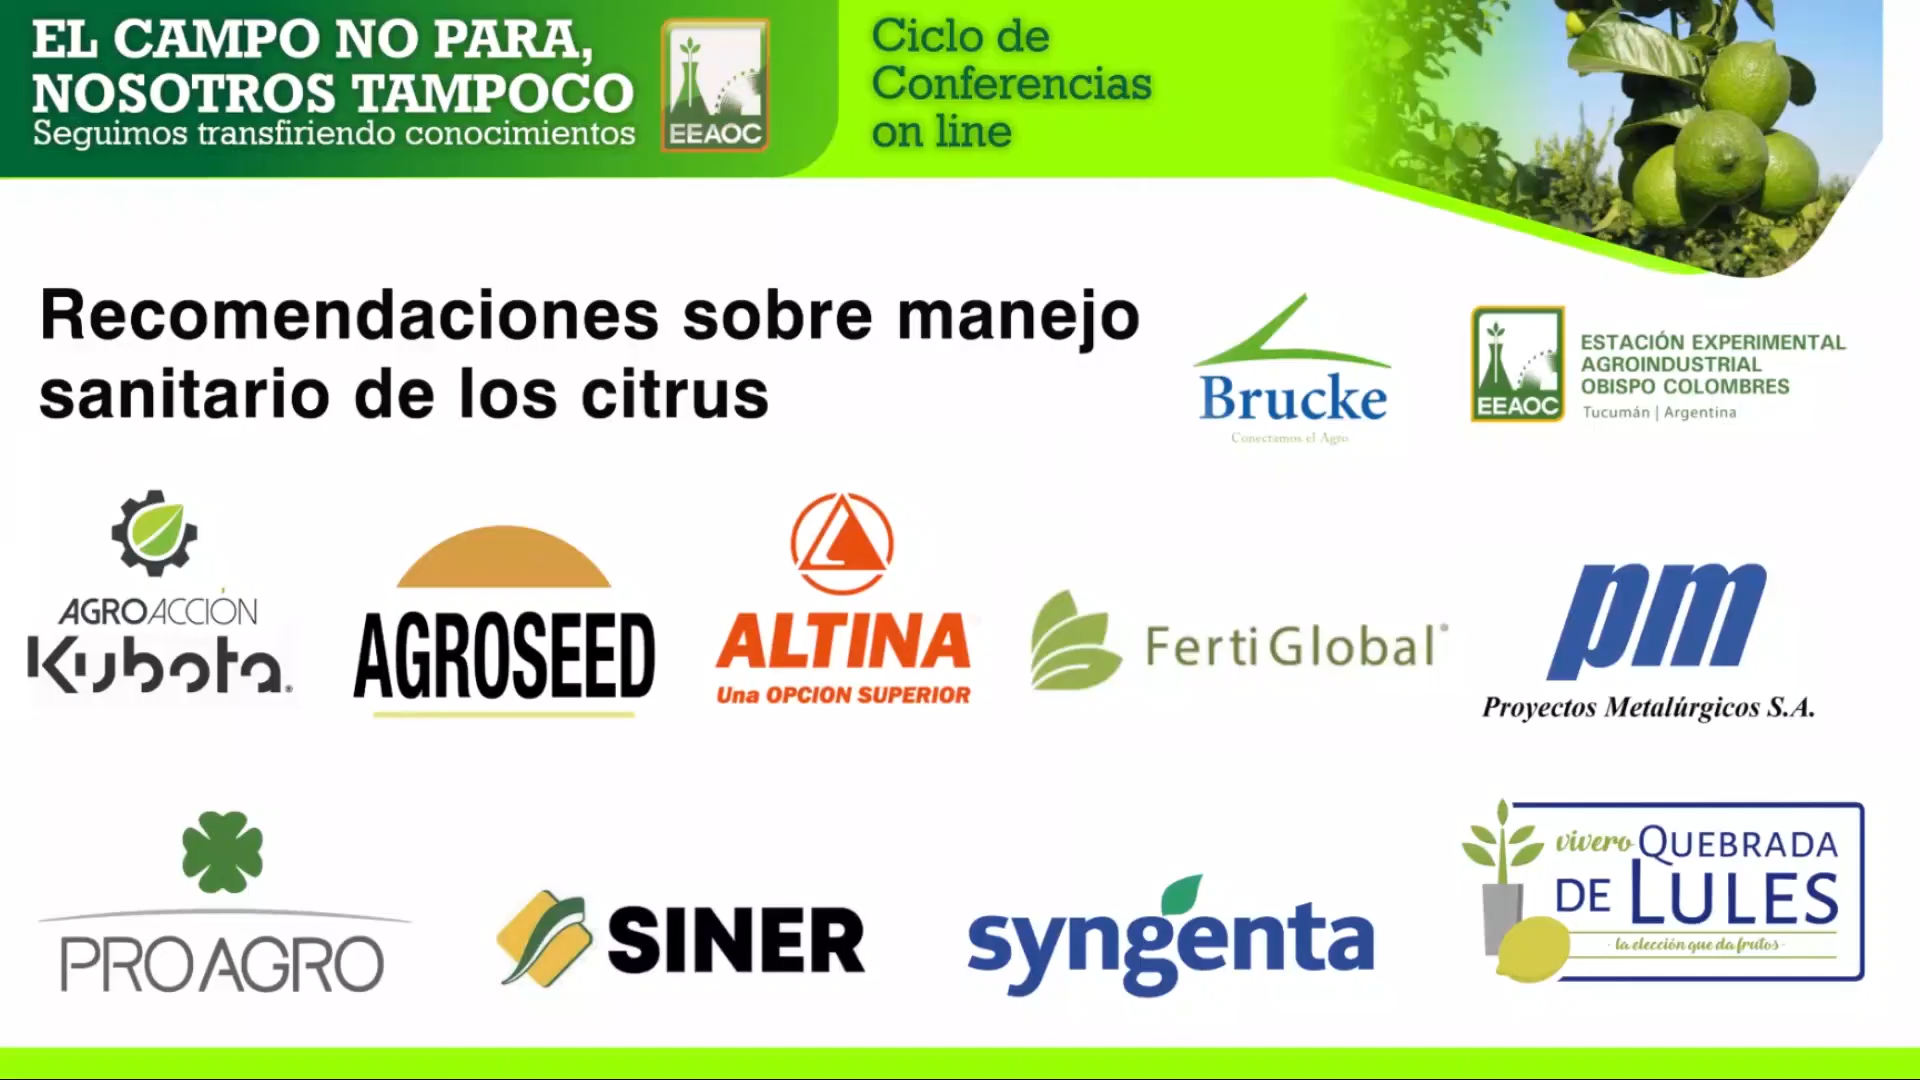 EL CAMPO NO PARA,
NOSOTROS TAMPOCO
Seguimos transfiriendo conocimientos
EEAOC
Ciclo de
Conferencias
on line
Recomendaciones sobre manejo
sanitario de los citrus
Brucke
Conectamos el Agro
EEAOC
ESTACIÓN EXPERIMENTAL
AGROINDUSTRIAL
OBISPO COLOMBRES
Tucumán | Argentina
AGROACCIÓN
Kubota
AGROSEED
ALTINA
Una OPCION SUPERIOR
FertiGlobal
pm
Proyectos Metalúrgicos S.A.
PROAGRO
SINER
syngenta
vivero QUEBRADA
DE LULES
· la elección que da frutos ·